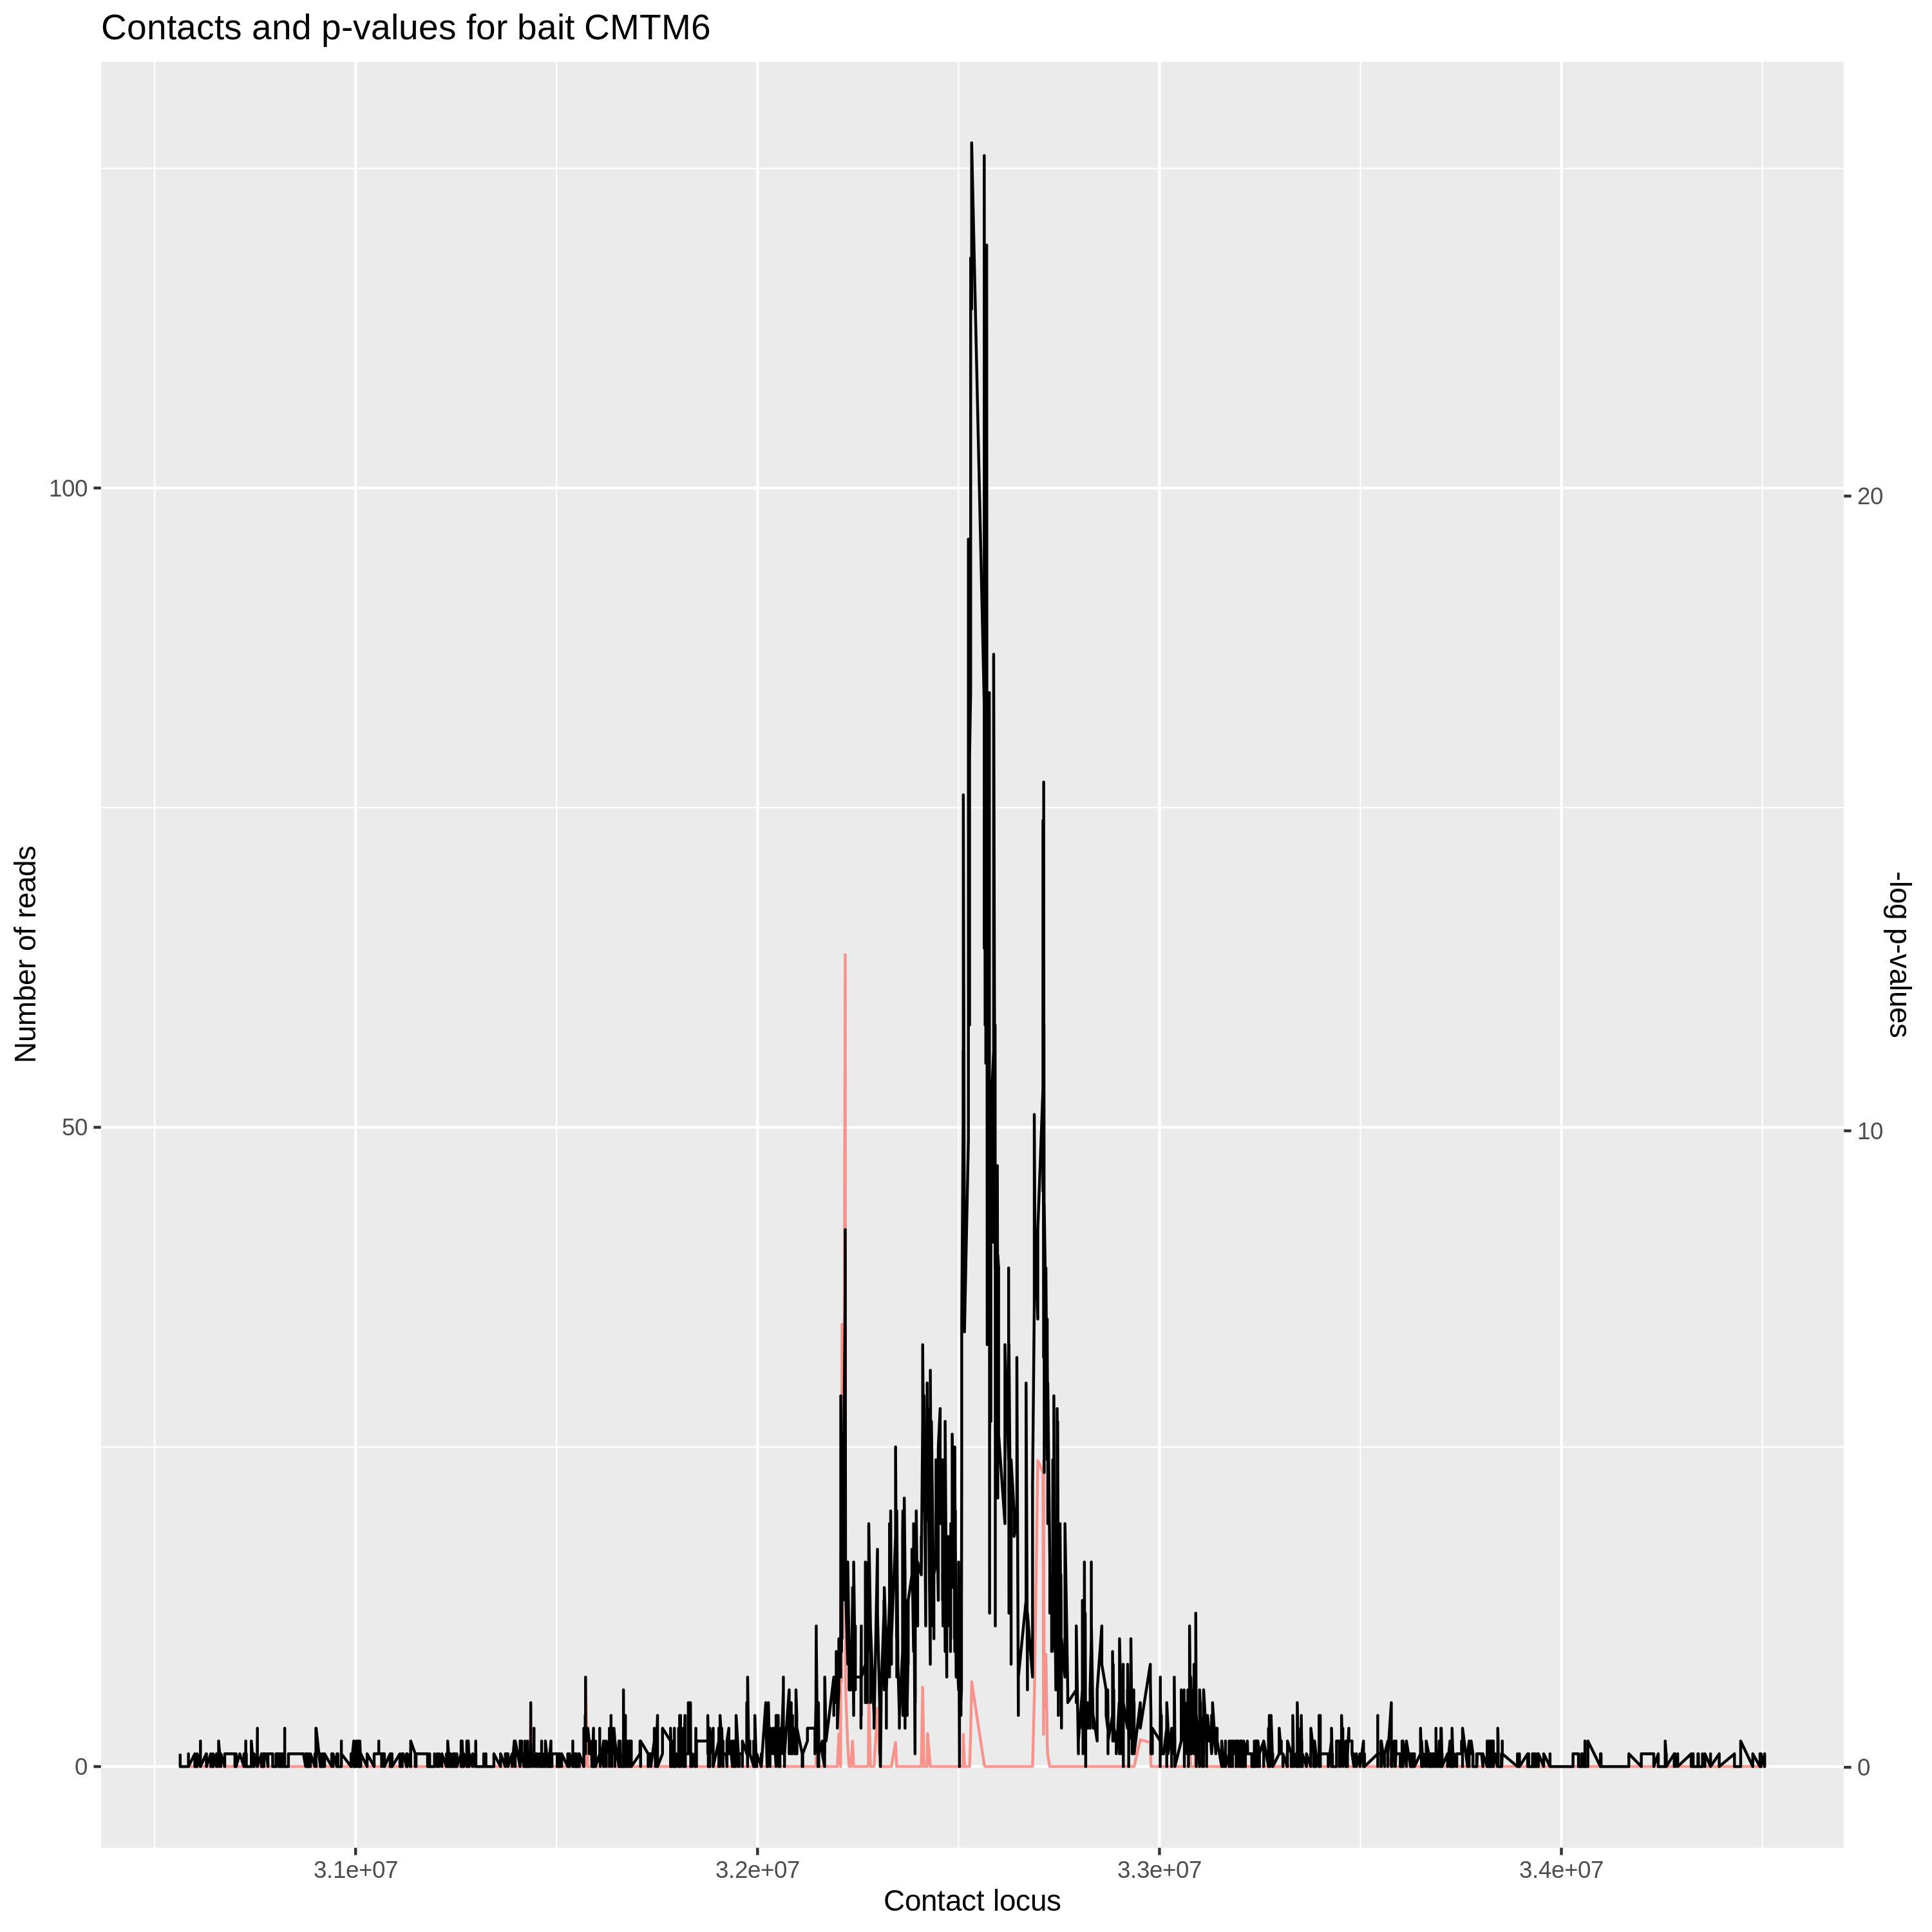 Contacts and p-values for bait CMTM6
Number of reads
100
50
0
20
10
0
-log p-values
3.1e+07
3.2e+07
3.3e+07
3.4e+07
Contact locus